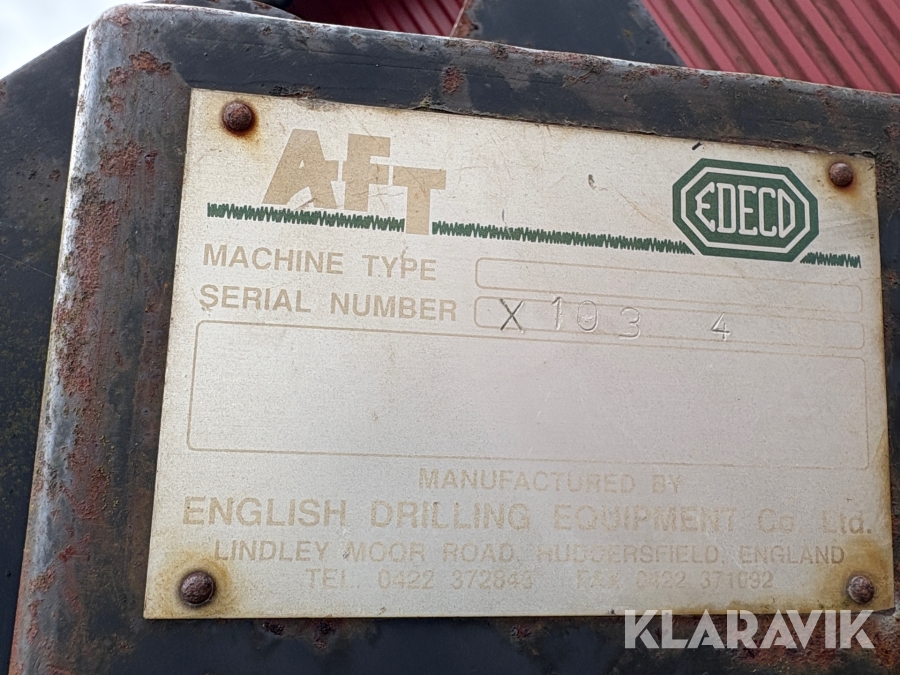 AFT
EDECO
MACHINE TYPE
SERIAL NUMBER X 103 4
MANUFACTURED BY
ENGLISH DRILLING EQUIPMENT Co. Ltd.
LINDLEY MOOR ROAD, HUDDERSFIELD, ENGLAND
TEL. 0422 372849 FAX 0422 371092
KLARAVIK